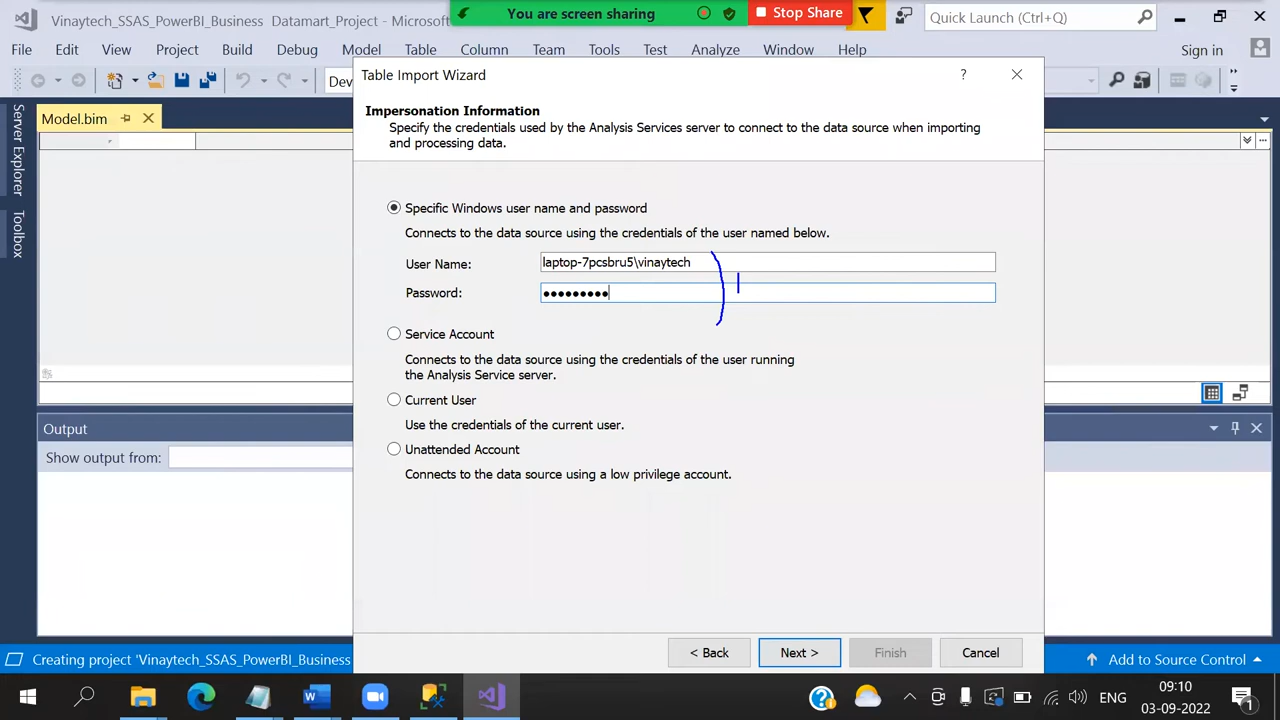 Vinaytech_SSAS_PowerBI_Business Datamart_Project - Microsoft
You are screen sharing
Stop Share
Quick Launch (Ctrl+Q)
File Edit View Project Build Debug Model Table Column Team Tools Test Analyze Window Help
Sign in
Dev
Server Explorer
Toolbox
Model.bim
Table Import Wizard
?
Impersonation Information
Specify the credentials used by the Analysis Services server to connect to the data source when importing
and processing data.
Specific Windows user name and password
Connects to the data source using the credentials of the user named below.
User Name: laptop-7pcsbru5\vinaytech
Password: •••••••••
Service Account
Connects to the data source using the credentials of the user running
the Analysis Service server.
Current User
Use the credentials of the current user.
Unattended Account
Connects to the data source using a low privilege account.
< Back Next > Finish Cancel
Output
Show output from:
Creating project 'Vinaytech_SSAS_PowerBI_Business
Add to Source Control
ENG
09:10
03-09-2022
1